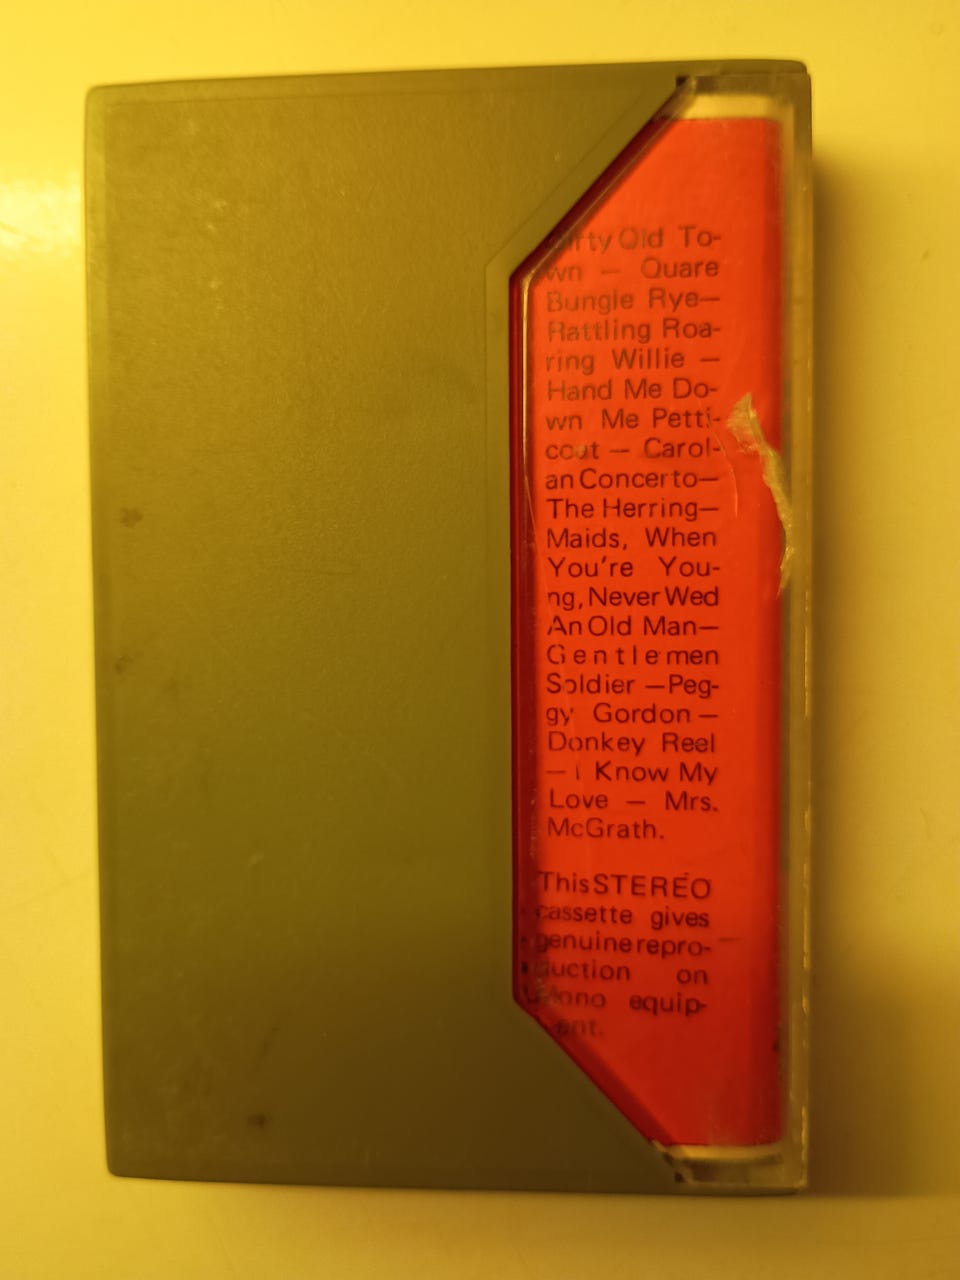 Dirty Old To-
wn — Quare
Bungle Rye—
Rattling Roa-
ring Willie —
Hand Me Do-
wn Me Petti-
coat — Carol-
an Concerto—
The Herring—
Maids, When
You're You-
ng, Never Wed
An Old Man—
Gentlemen
Soldier —Peg-
gy Gordon —
Donkey Reel
— I Know My
Love — Mrs.
McGrath.
This STEREO
cassette gives
genuine repro-
duction on
Mono equip-
ment.